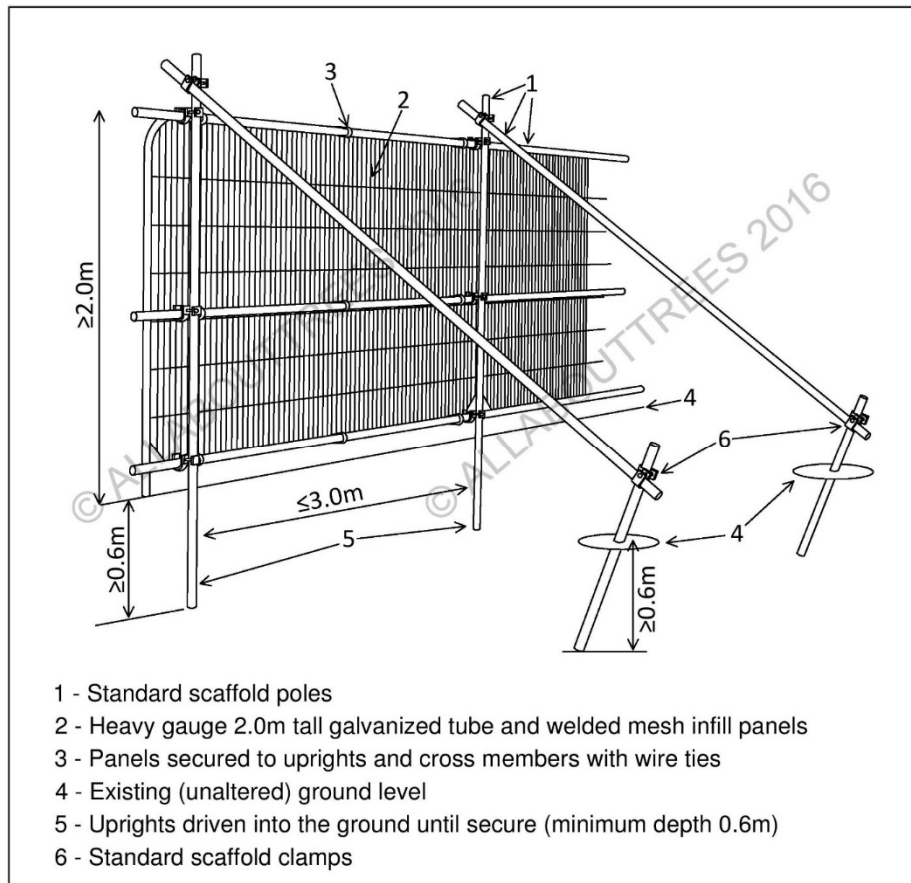 3
2
1
≥2.0m
4
6
≤3.0m
5
4
≥0.6m
≥0.6m
© ALLABOUTTREES 2016
© ALLABOUTTREES 2016
1 - Standard scaffold poles
2 - Heavy gauge 2.0m tall galvanized tube and welded mesh infill panels
3 - Panels secured to uprights and cross members with wire ties
4 - Existing (unaltered) ground level
5 - Uprights driven into the ground until secure (minimum depth 0.6m)
6 - Standard scaffold clamps